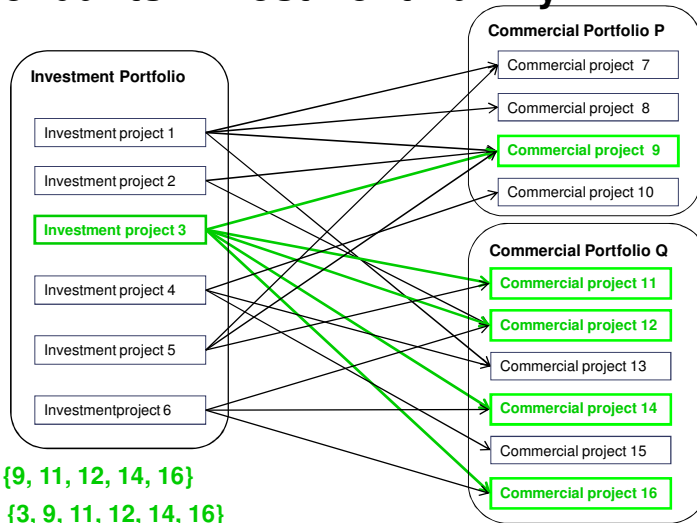 Investment Portfolio
Investment project 1
Investment project 2
Investment project 3
Investment project 4
Investment project 5
Investmentproject 6
Commercial Portfolio P
Commercial project 7
Commercial project 8
Commercial project 9
Commercial project 10
Commercial Portfolio Q
Commercial project 11
Commercial project 12
Commercial project 13
Commercial project 14
Commercial project 15
Commercial project 16
{9, 11, 12, 14, 16}
{3, 9, 11, 12, 14, 16}